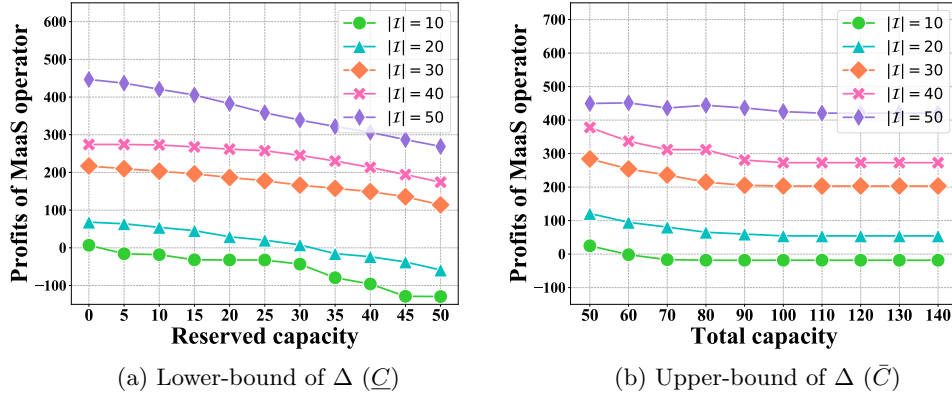 600
500
400
300
200
100
0
−100
Profits of MaaS operator
|I| = 10
|I| = 20
|I| = 30
|I| = 40
|I| = 50
0 5 10 15 20 25 30 35 40 45 50
Reserved capacity
(a) Lower-bound of Δ (C̲)
700
600
500
400
300
200
100
0
−100
Profits of MaaS operator
|I| = 10
|I| = 20
|I| = 30
|I| = 40
|I| = 50
50 60 70 80 90 100 110 120 130 140
Total capacity
(b) Upper-bound of Δ (C̄)